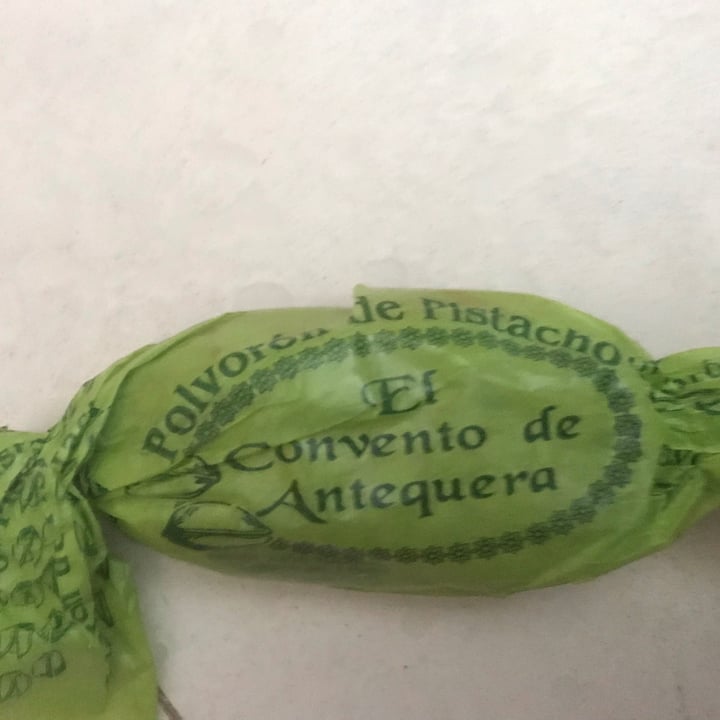 Polvorón de Pistacho
El
Convento de
Antequera